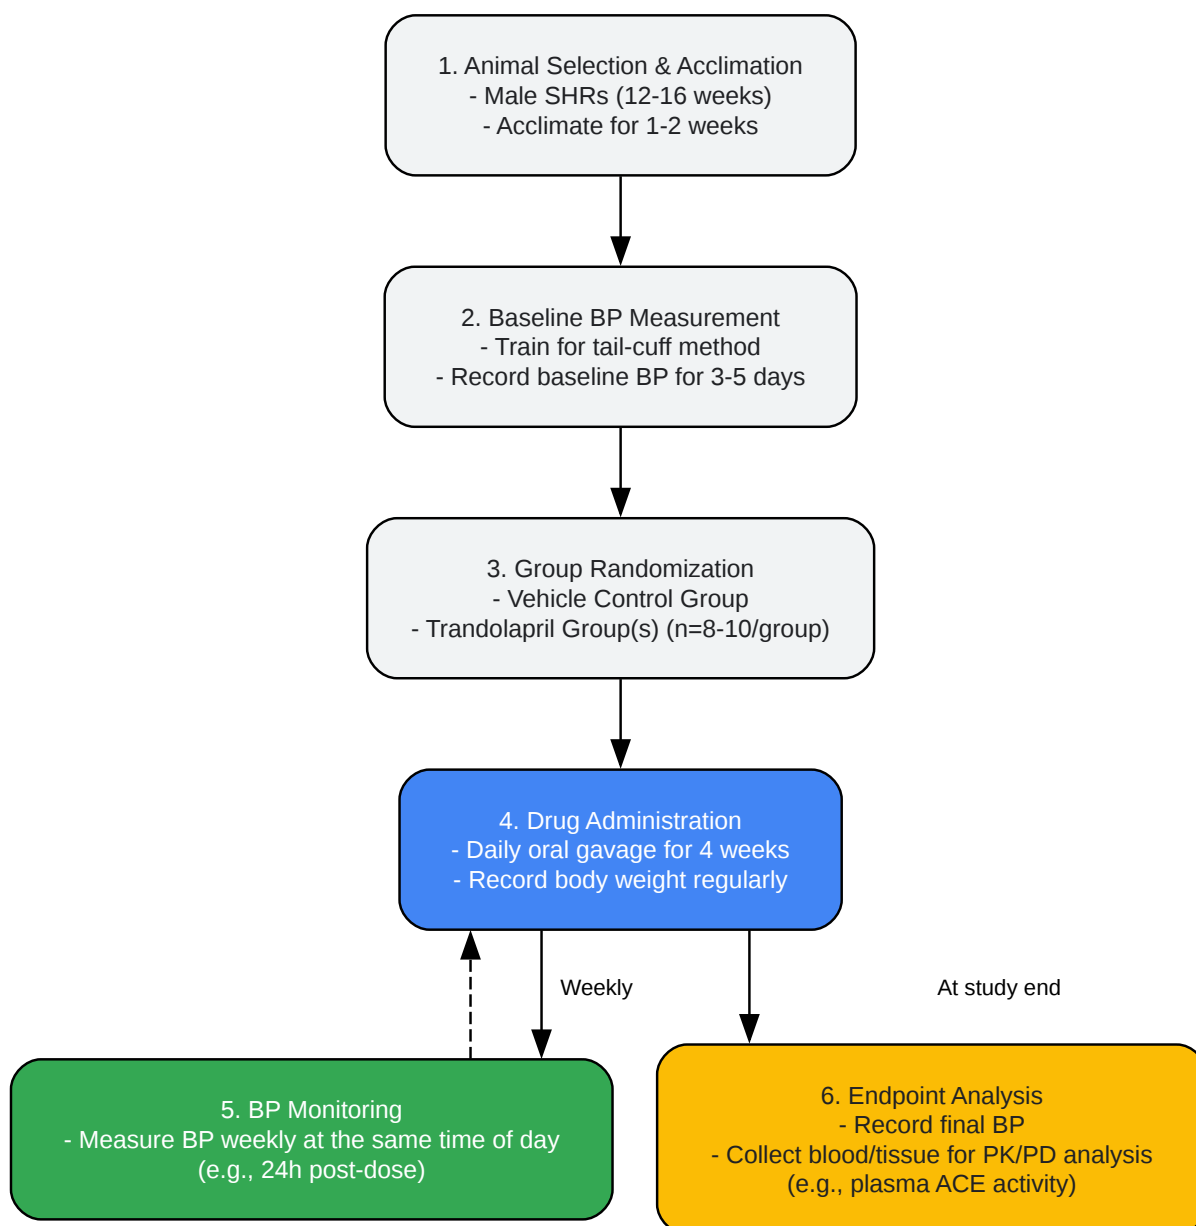 1. Animal Selection & Acclimation
- Male SHRs (12-16 weeks)
- Acclimate for 1-2 weeks
2. Baseline BP Measurement
- Train for tail-cuff method
- Record baseline BP for 3-5 days
3. Group Randomization
- Vehicle Control Group
- Trandolapril Group(s) (n=8-10/group)
4. Drug Administration
- Daily oral gavage for 4 weeks
- Record body weight regularly
Weekly
At study end
5. BP Monitoring
- Measure BP weekly at the same time of day
(e.g., 24h post-dose)
6. Endpoint Analysis
- Record final BP
- Collect blood/tissue for PK/PD analysis
(e.g., plasma ACE activity)